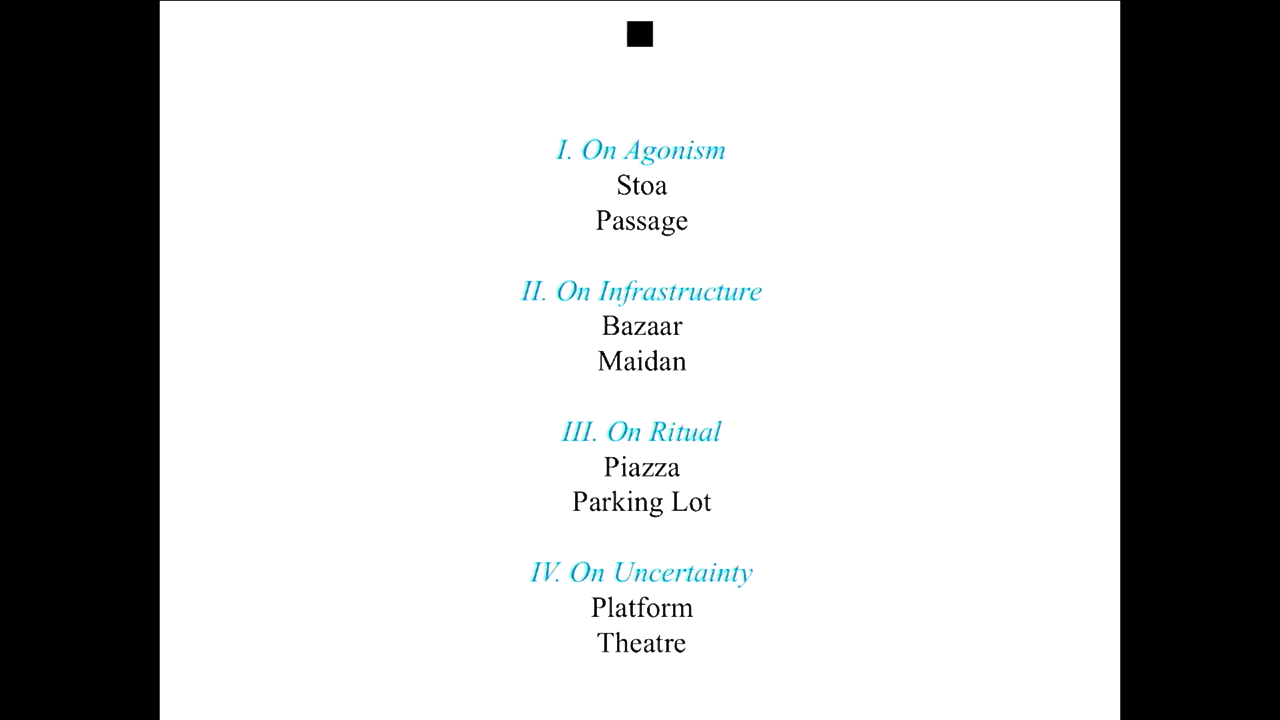 I. On Agonism
Stoa
Passage
II. On Infrastructure
Bazaar
Maidan
III. On Ritual
Piazza
Parking Lot
IV. On Uncertainty
Platform
Theatre